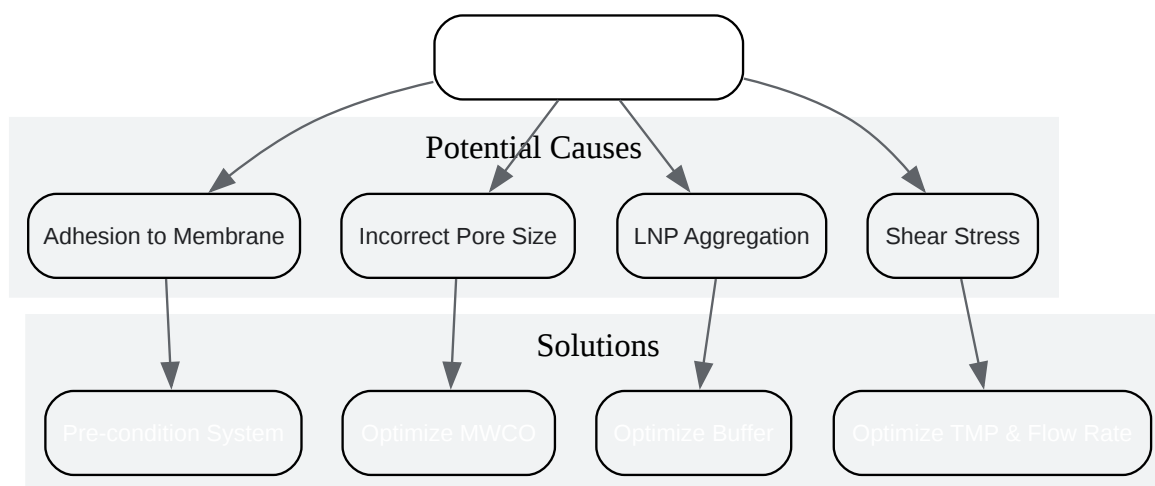 Potential Causes
Adhesion to Membrane
Incorrect Pore Size
LNP Aggregation
Shear Stress
Solutions
Pre-condition System
Optimize MWCO
Optimize Buffer
Optimize TMP & Flow Rate